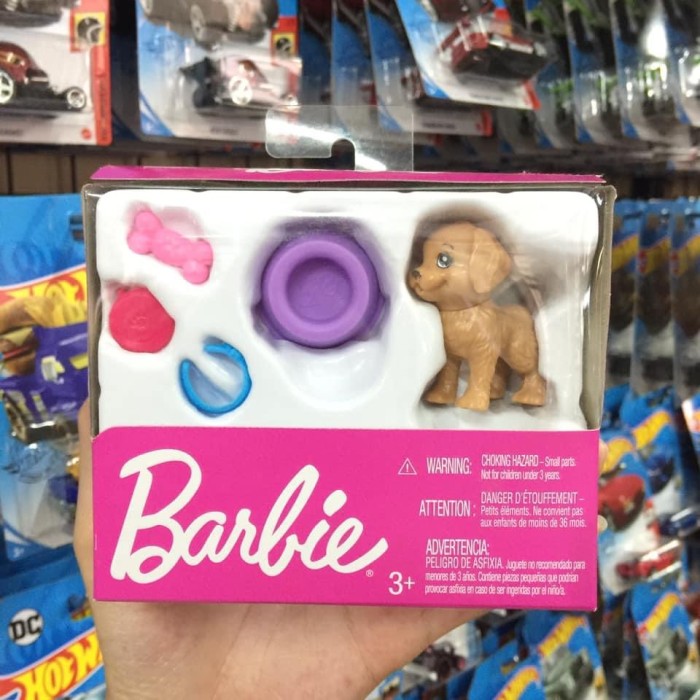 Barbie®
3+
WARNING: CHOKING HAZARD – Small parts.
Not for children under 3 years.
ATTENTION : DANGER D'ÉTOUFFEMENT –
Petits éléments. Ne convient pas
aux enfants de moins de 36 mois.
ADVERTENCIA:
PELIGRO DE ASFIXIA. Juguete no recomendado para
menores de 3 años. Contiene piezas pequeñas que podrían
provocar asfixia en caso de ser ingeridas por el niño/a.
DC
HOT